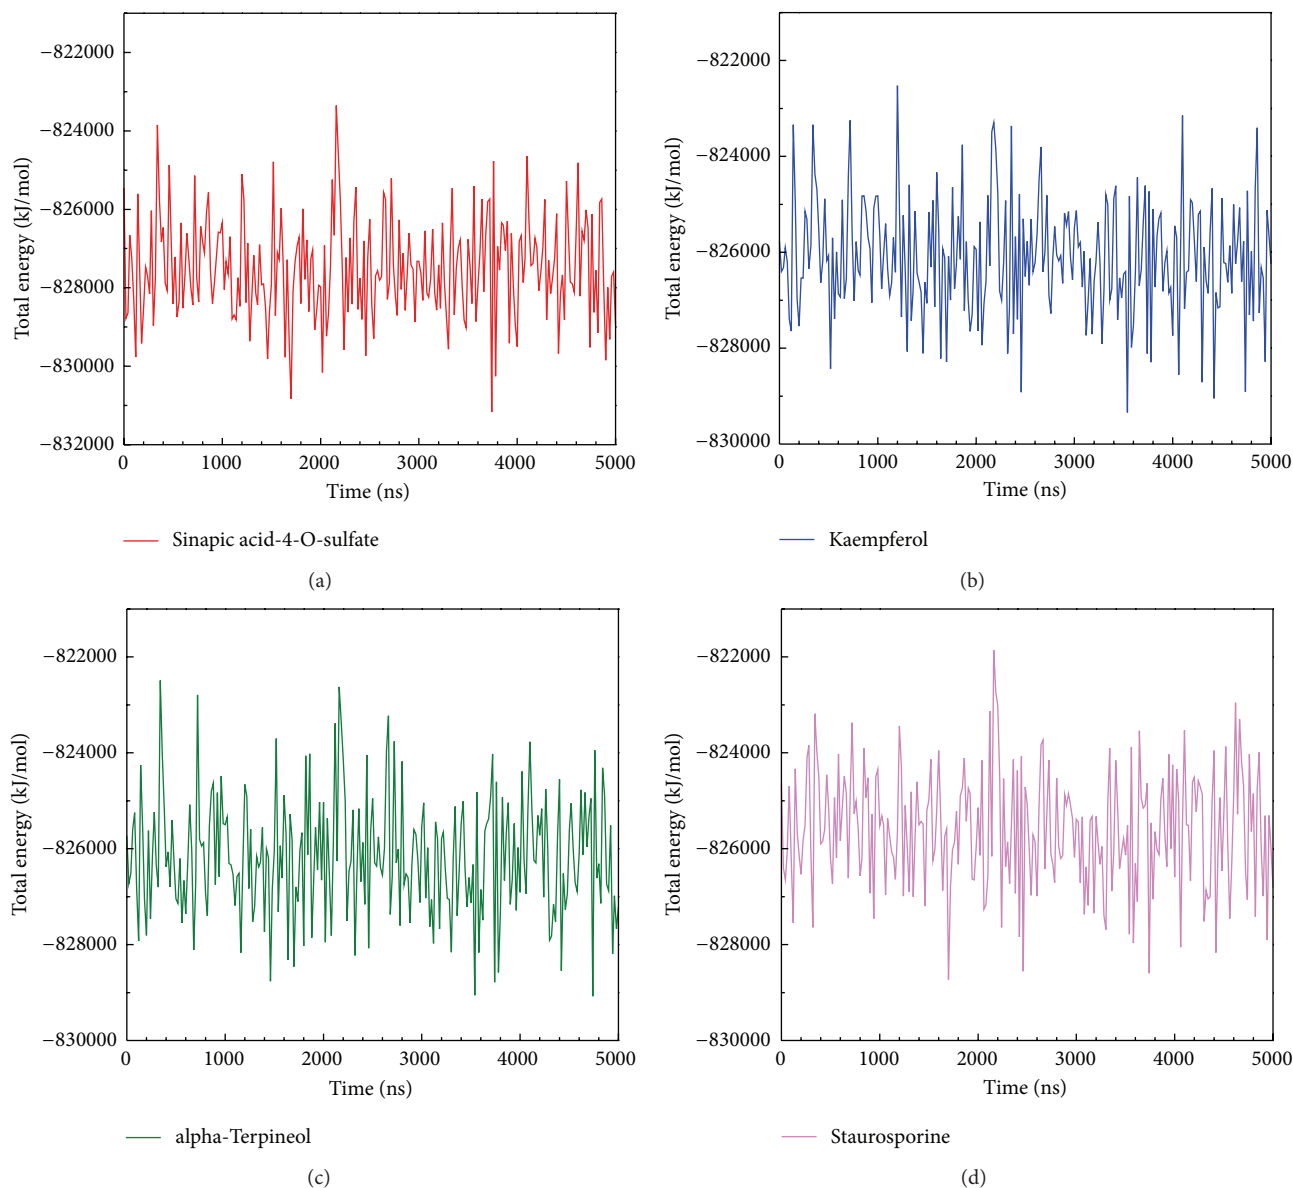 −822000
−824000
−826000
−828000
−830000
−832000
Total energy (kJ/mol)
0 1000 2000 3000 4000 5000
Time (ns)
Sinapic acid-4-O-sulfate
(a)
−822000
−824000
−826000
−828000
−830000
Total energy (kJ/mol)
0 1000 2000 3000 4000 5000
Time (ns)
Kaempferol
(b)
−822000
−824000
−826000
−828000
−830000
Total energy (kJ/mol)
0 1000 2000 3000 4000 5000
Time (ns)
alpha-Terpineol
(c)
−822000
−824000
−826000
−828000
−830000
Total energy (kJ/mol)
0 1000 2000 3000 4000 5000
Time (ns)
Staurosporine
(d)